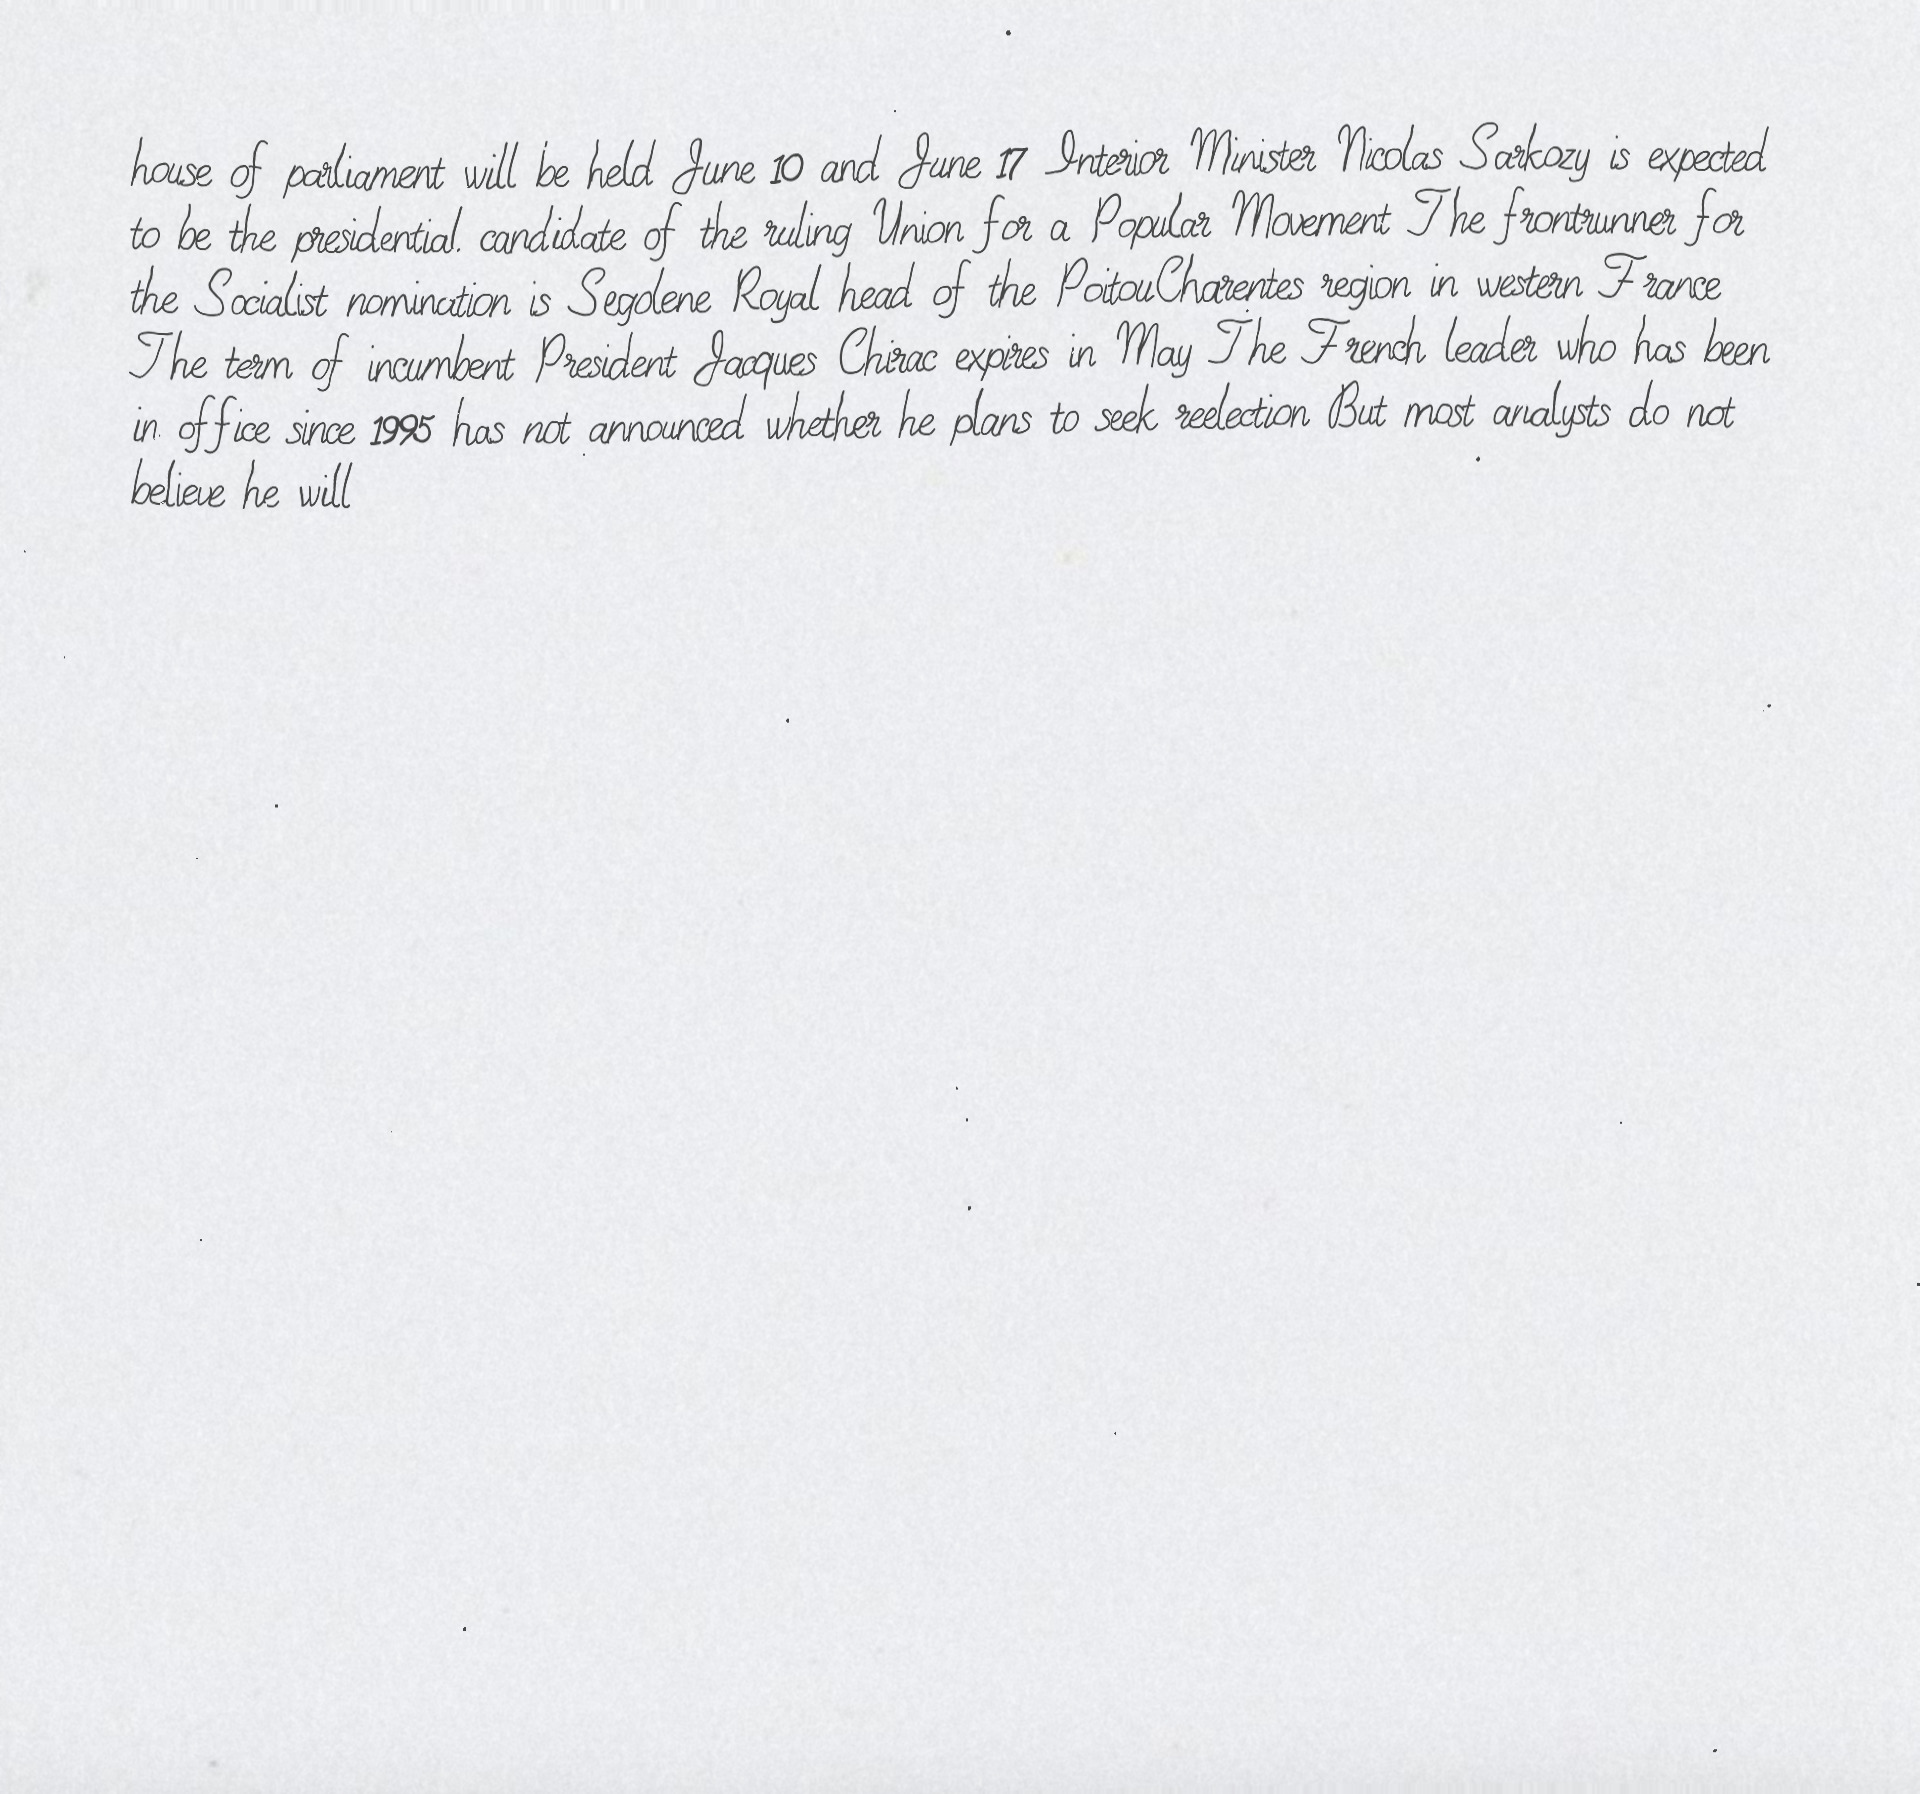 house of parliament will be held June 10 and June 17 Interior Minister Nicolas Sarkozy is expected
to be the presidential candidate of the ruling Union for a Popular Movement The frontrunner for
the Socialist nomination is Segolene Royal head of the PoitouCharentes region in western France
The term of incumbent President Jacques Chirac expires in May The French leader who has been
in office since 1995 has not announced whether he plans to seek reelection But most analysts do not
believe he will